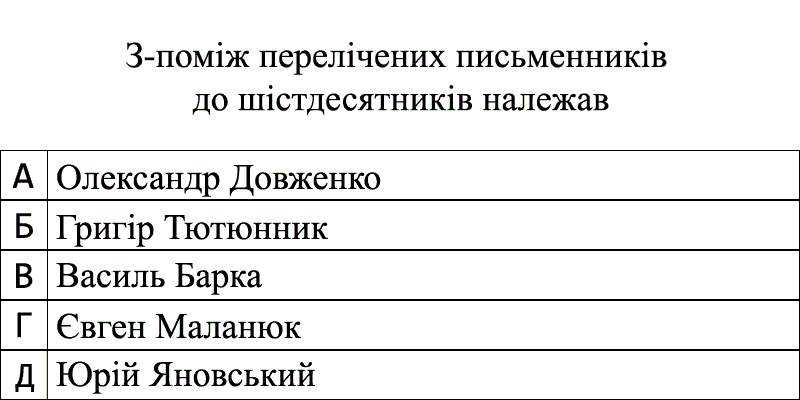 З-поміж перелічених письменників
до шістдесятників належав
А Олександр Довженко
Б Григір Тютюнник
В Василь Барка
Г Євген Маланюк
Д Юрій Яновський